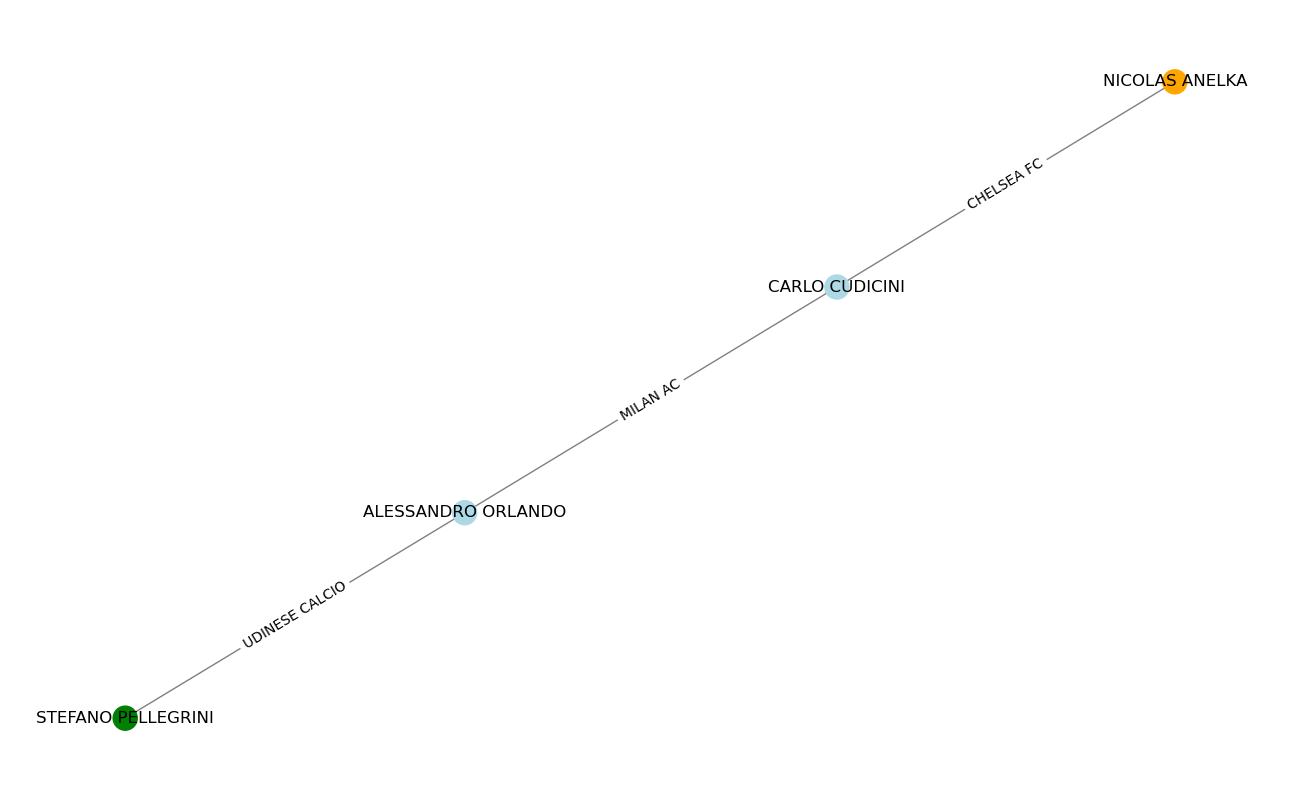 NICOLAS ANELKA
CHELSEA FC
CARLO CUDICINI
MILAN AC
ALESSANDRO ORLANDO
UDINESE CALCIO
STEFANO PELLEGRINI